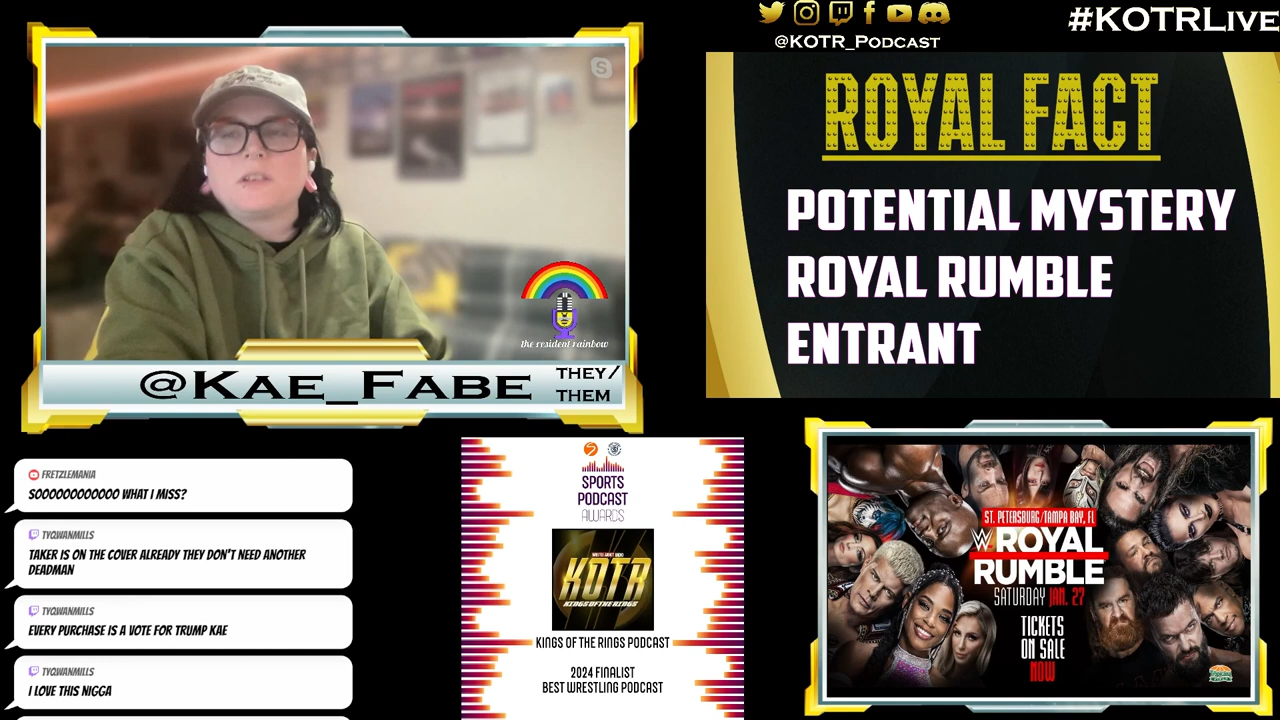 @KOTR_PODCAST
#KOTRLIVE
ROYAL FACT
POTENTIAL MYSTERY
ROYAL RUMBLE
ENTRANT
the resident rainbow
@KAE_FABE
THEY/
THEM
FRETZLEMANIA
SOOOOOOOOOOOO WHAT I MISS?
TYQWANMILLS
TAKER IS ON THE COVER ALREADY THEY DON'T NEED ANOTHER
DEADMAN
TYQWANMILLS
EVERY PURCHASE IS A VOTE FOR TRUMP KAE
TYQWANMILLS
I LOVE THIS NIGGA
SPORTS
PODCAST
AWARDS
KOTR
KINGS OF THE RINGS
KINGS OF THE RINGS PODCAST
2024 FINALIST
BEST WRESTLING PODCAST
ST. PETERSBURG/TAMPA BAY, FL
W ROYAL
RUMBLE
SATURDAY JAN. 27
TICKETS
ON SALE
NOW